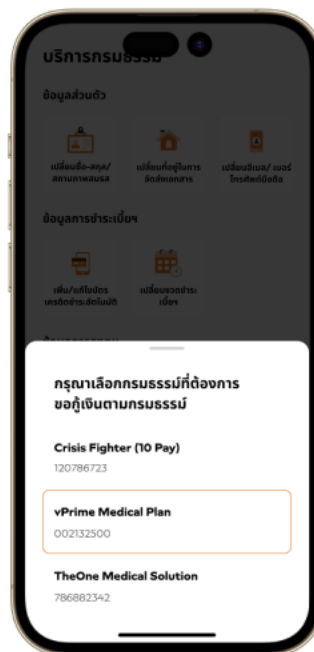 บริการกรมธรรม์
ข้อมูลส่วนตัว
เปลี่ยนชื่อ-สกุล/
สถานภาพสมรส
เปลี่ยนที่อยู่ในการ
จัดส่งเอกสาร
เปลี่ยนอีเมล/ เบอร์
โทรศัพท์มือถือ
ข้อมูลการชำระเบี้ยฯ
เพิ่ม/แก้ไขบัตร
เครดิตชำระอัตโนมัติ
เปลี่ยนงวดชำระ
เบี้ยฯ
กรุณาเลือกกรมธรรม์ที่ต้องการ
ขอกู้เงินตามกรมธรรม์
Crisis Fighter (10 Pay)
120786723
vPrime Medical Plan
002132500
TheOne Medical Solution
786882342